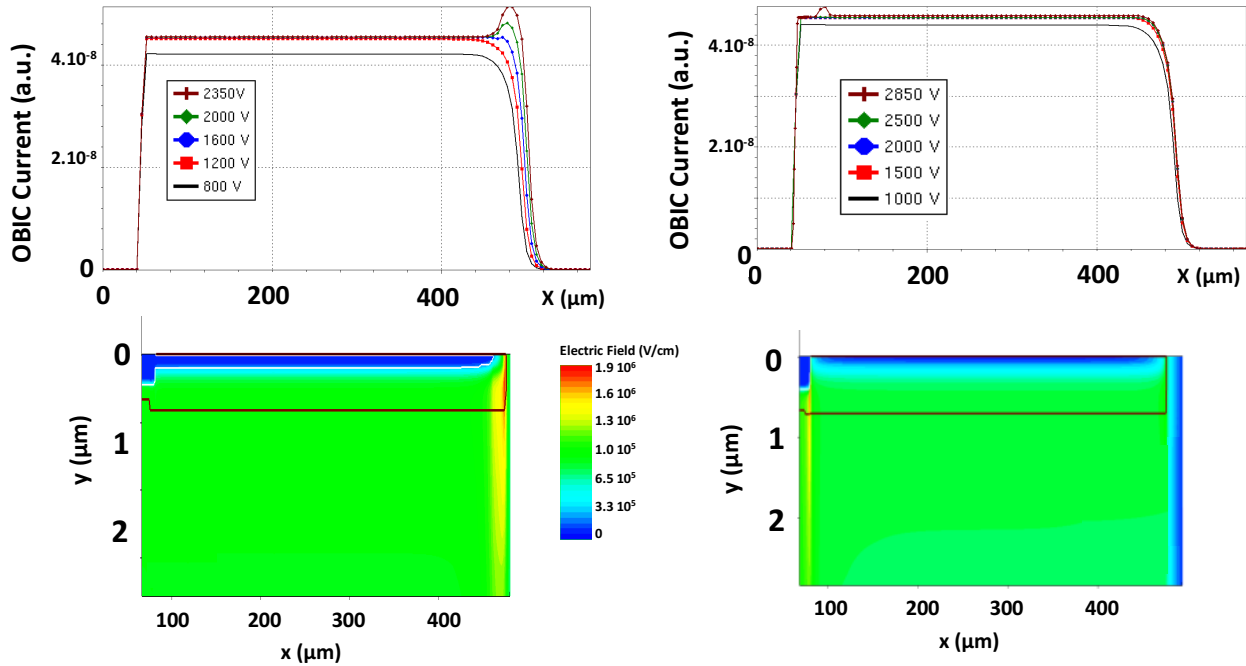 OBIC Current (a.u.)
4.10-8
2.10-8
0
2350V
2000 V
1600 V
1200 V
800 V
0
200
400
X (µm)
OBIC Current (a.u.)
4.10-8
2.10-8
0
2850 V
2500 V
2000 V
1500 V
1000 V
0
200
400
X (µm)
y (µm)
0
1
2
100
200
300
400
x (µm)
Electric Field (V/cm)
1.9 10⁶
1.6 10⁶
1.3 10⁶
1.0 10⁵
6.5 10⁵
3.3 10⁵
0
y (µm)
0
1
2
100
200
300
400
x (µm)